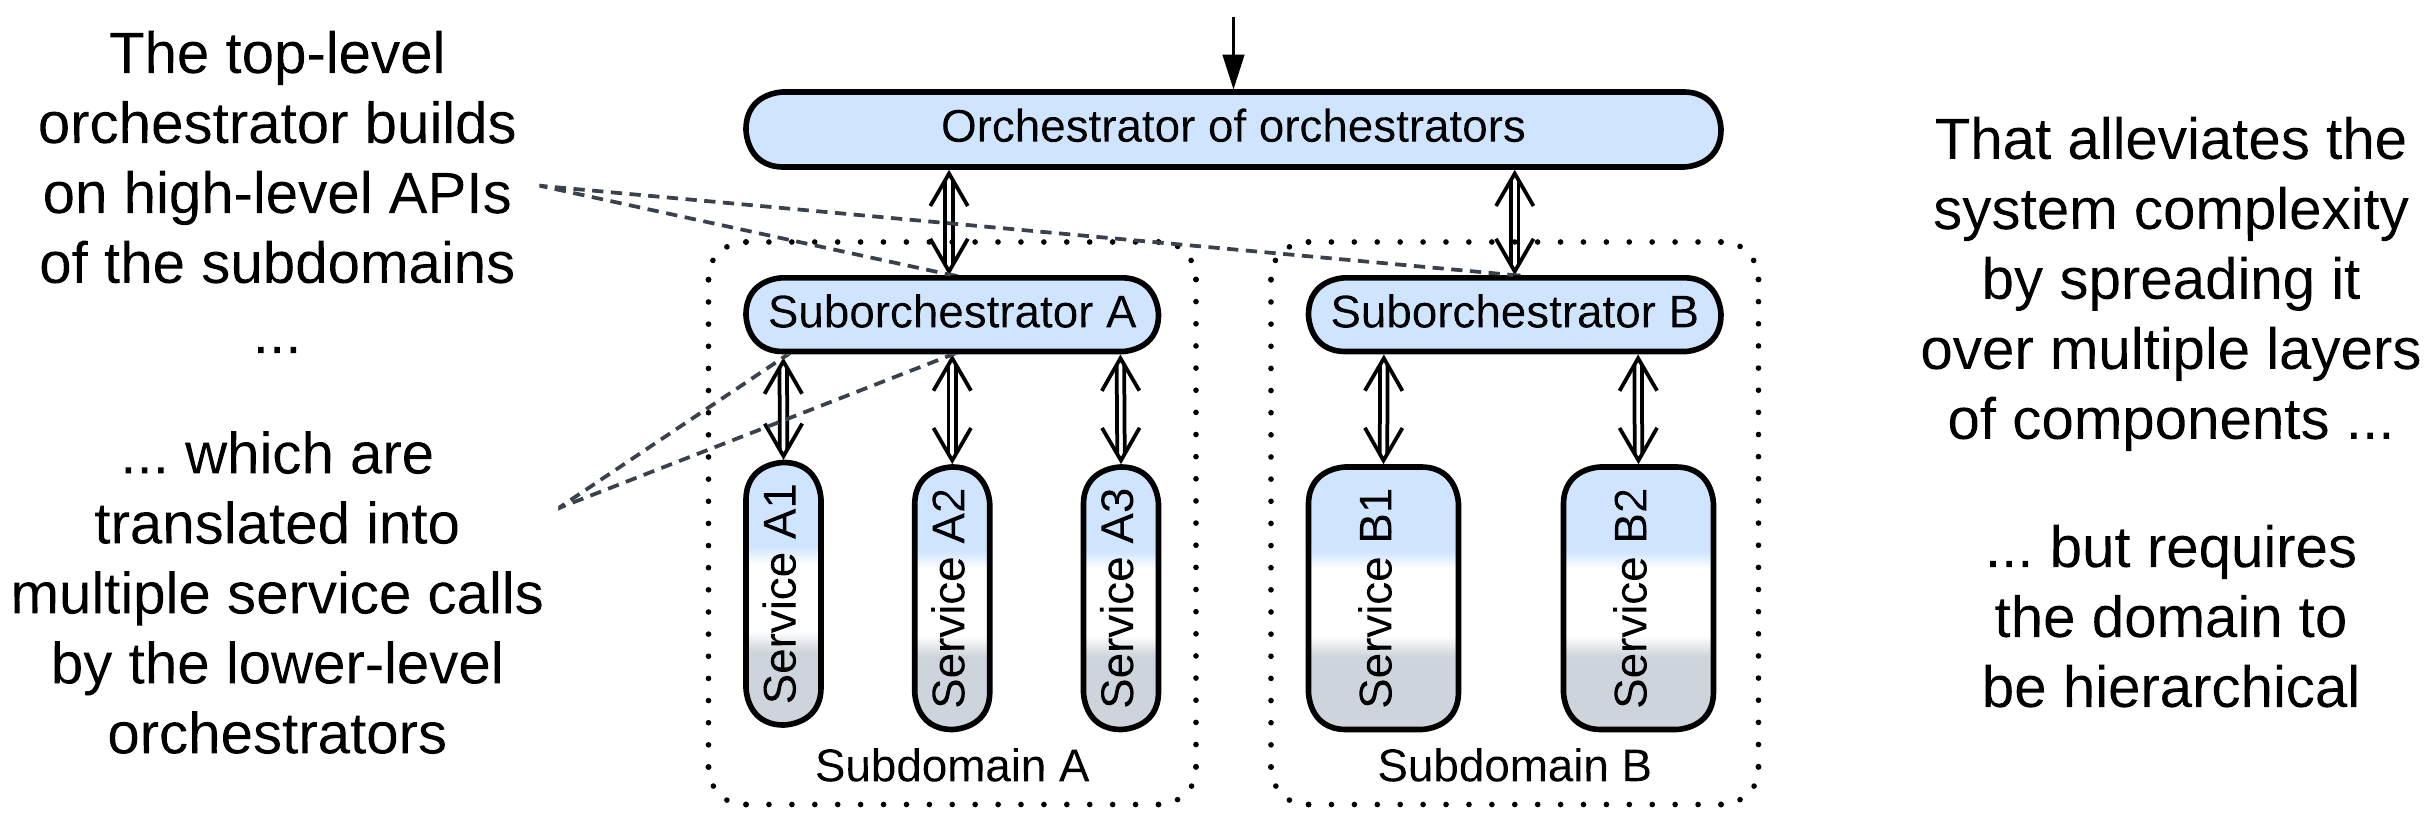 The top-level
orchestrator builds
on high-level APIs
of the subdomains
...
... which are
translated into
multiple service calls
by the lower-level
orchestrators
Orchestrator of orchestrators
Suborchestrator A
Suborchestrator B
Service A1
Service A2
Service A3
Service B1
Service B2
Subdomain A
Subdomain B
That alleviates the
system complexity
by spreading it
over multiple layers
of components ...
... but requires
the domain to
be hierarchical